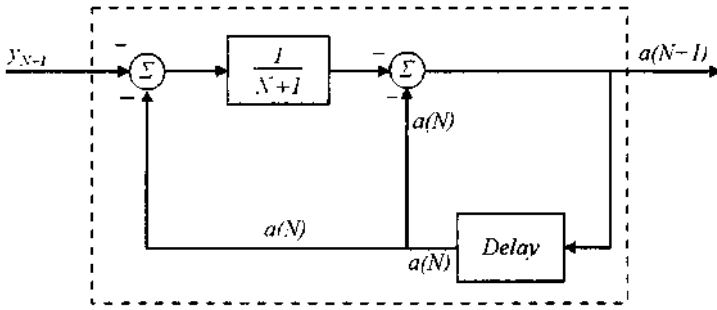 y_{N+1}
−
Σ
−
1
N+1
−
Σ
−
a(N−1)
a(N)
a(N)
a(N)
Delay